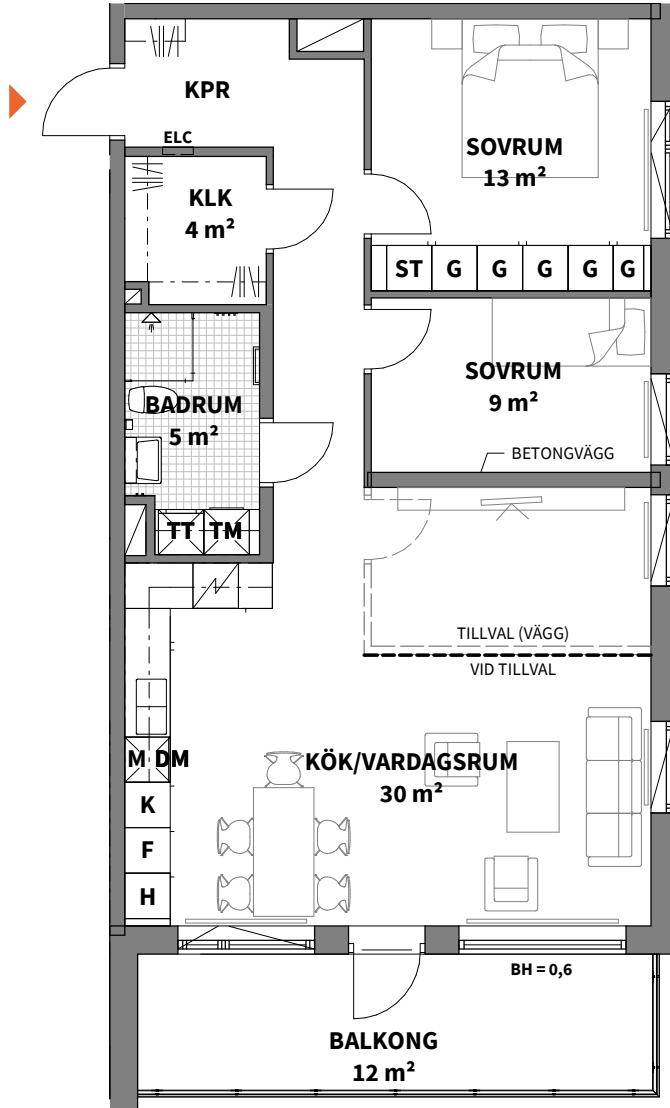 KPR
ELC
SOVRUM
13 m²
KLK
4 m²
ST G G G G G
SOVRUM
9 m²
BADRUM
5 m²
BETONGVÄGG
TT TM
TILLVAL (VÄGG)
VID TILLVAL
M DM
KÖK/VARDAGSRUM
30 m²
K
F
H
BH = 0,6
BALKONG
12 m²